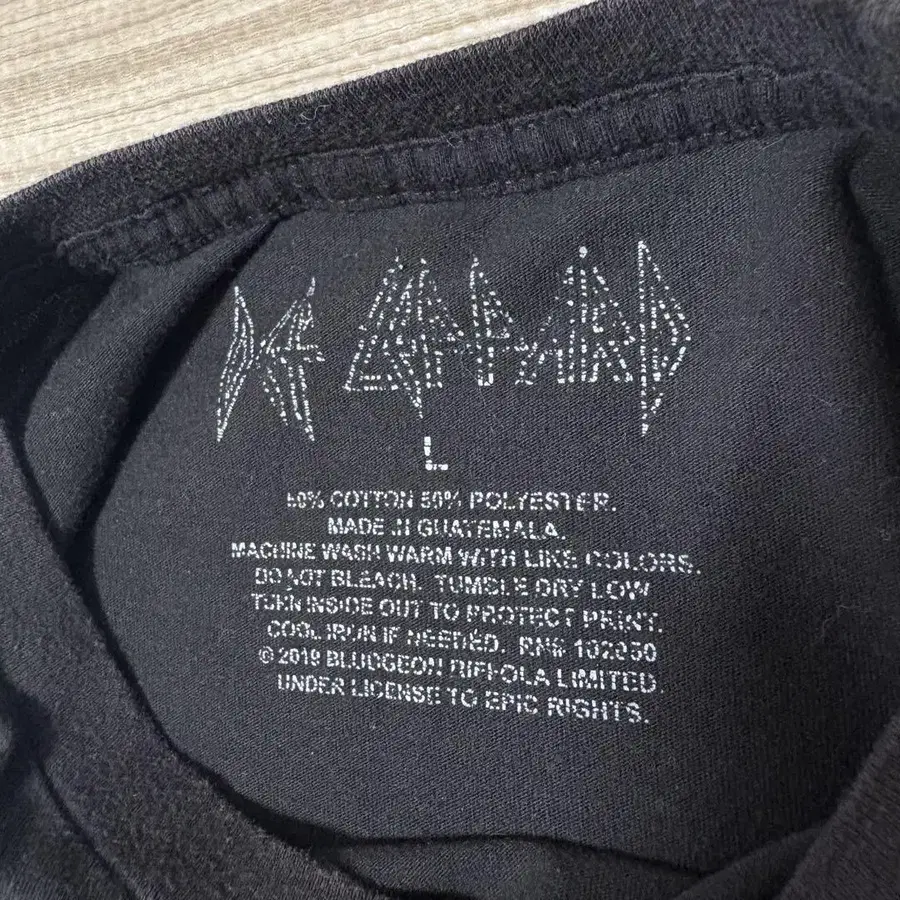 DEF LEPPARD
L
50% COTTON 50% POLYESTER.
MADE IN GUATEMALA.
MACHINE WASH WARM WITH LIKE COLORS.
DO NOT BLEACH. TUMBLE DRY LOW
TURN INSIDE OUT TO PROTECT PRINT.
COOL IRON IF NEEDED. RN# 102050
© 2019 BLUDGEON RIFFOLA LIMITED.
UNDER LICENSE TO EPIC RIGHTS.